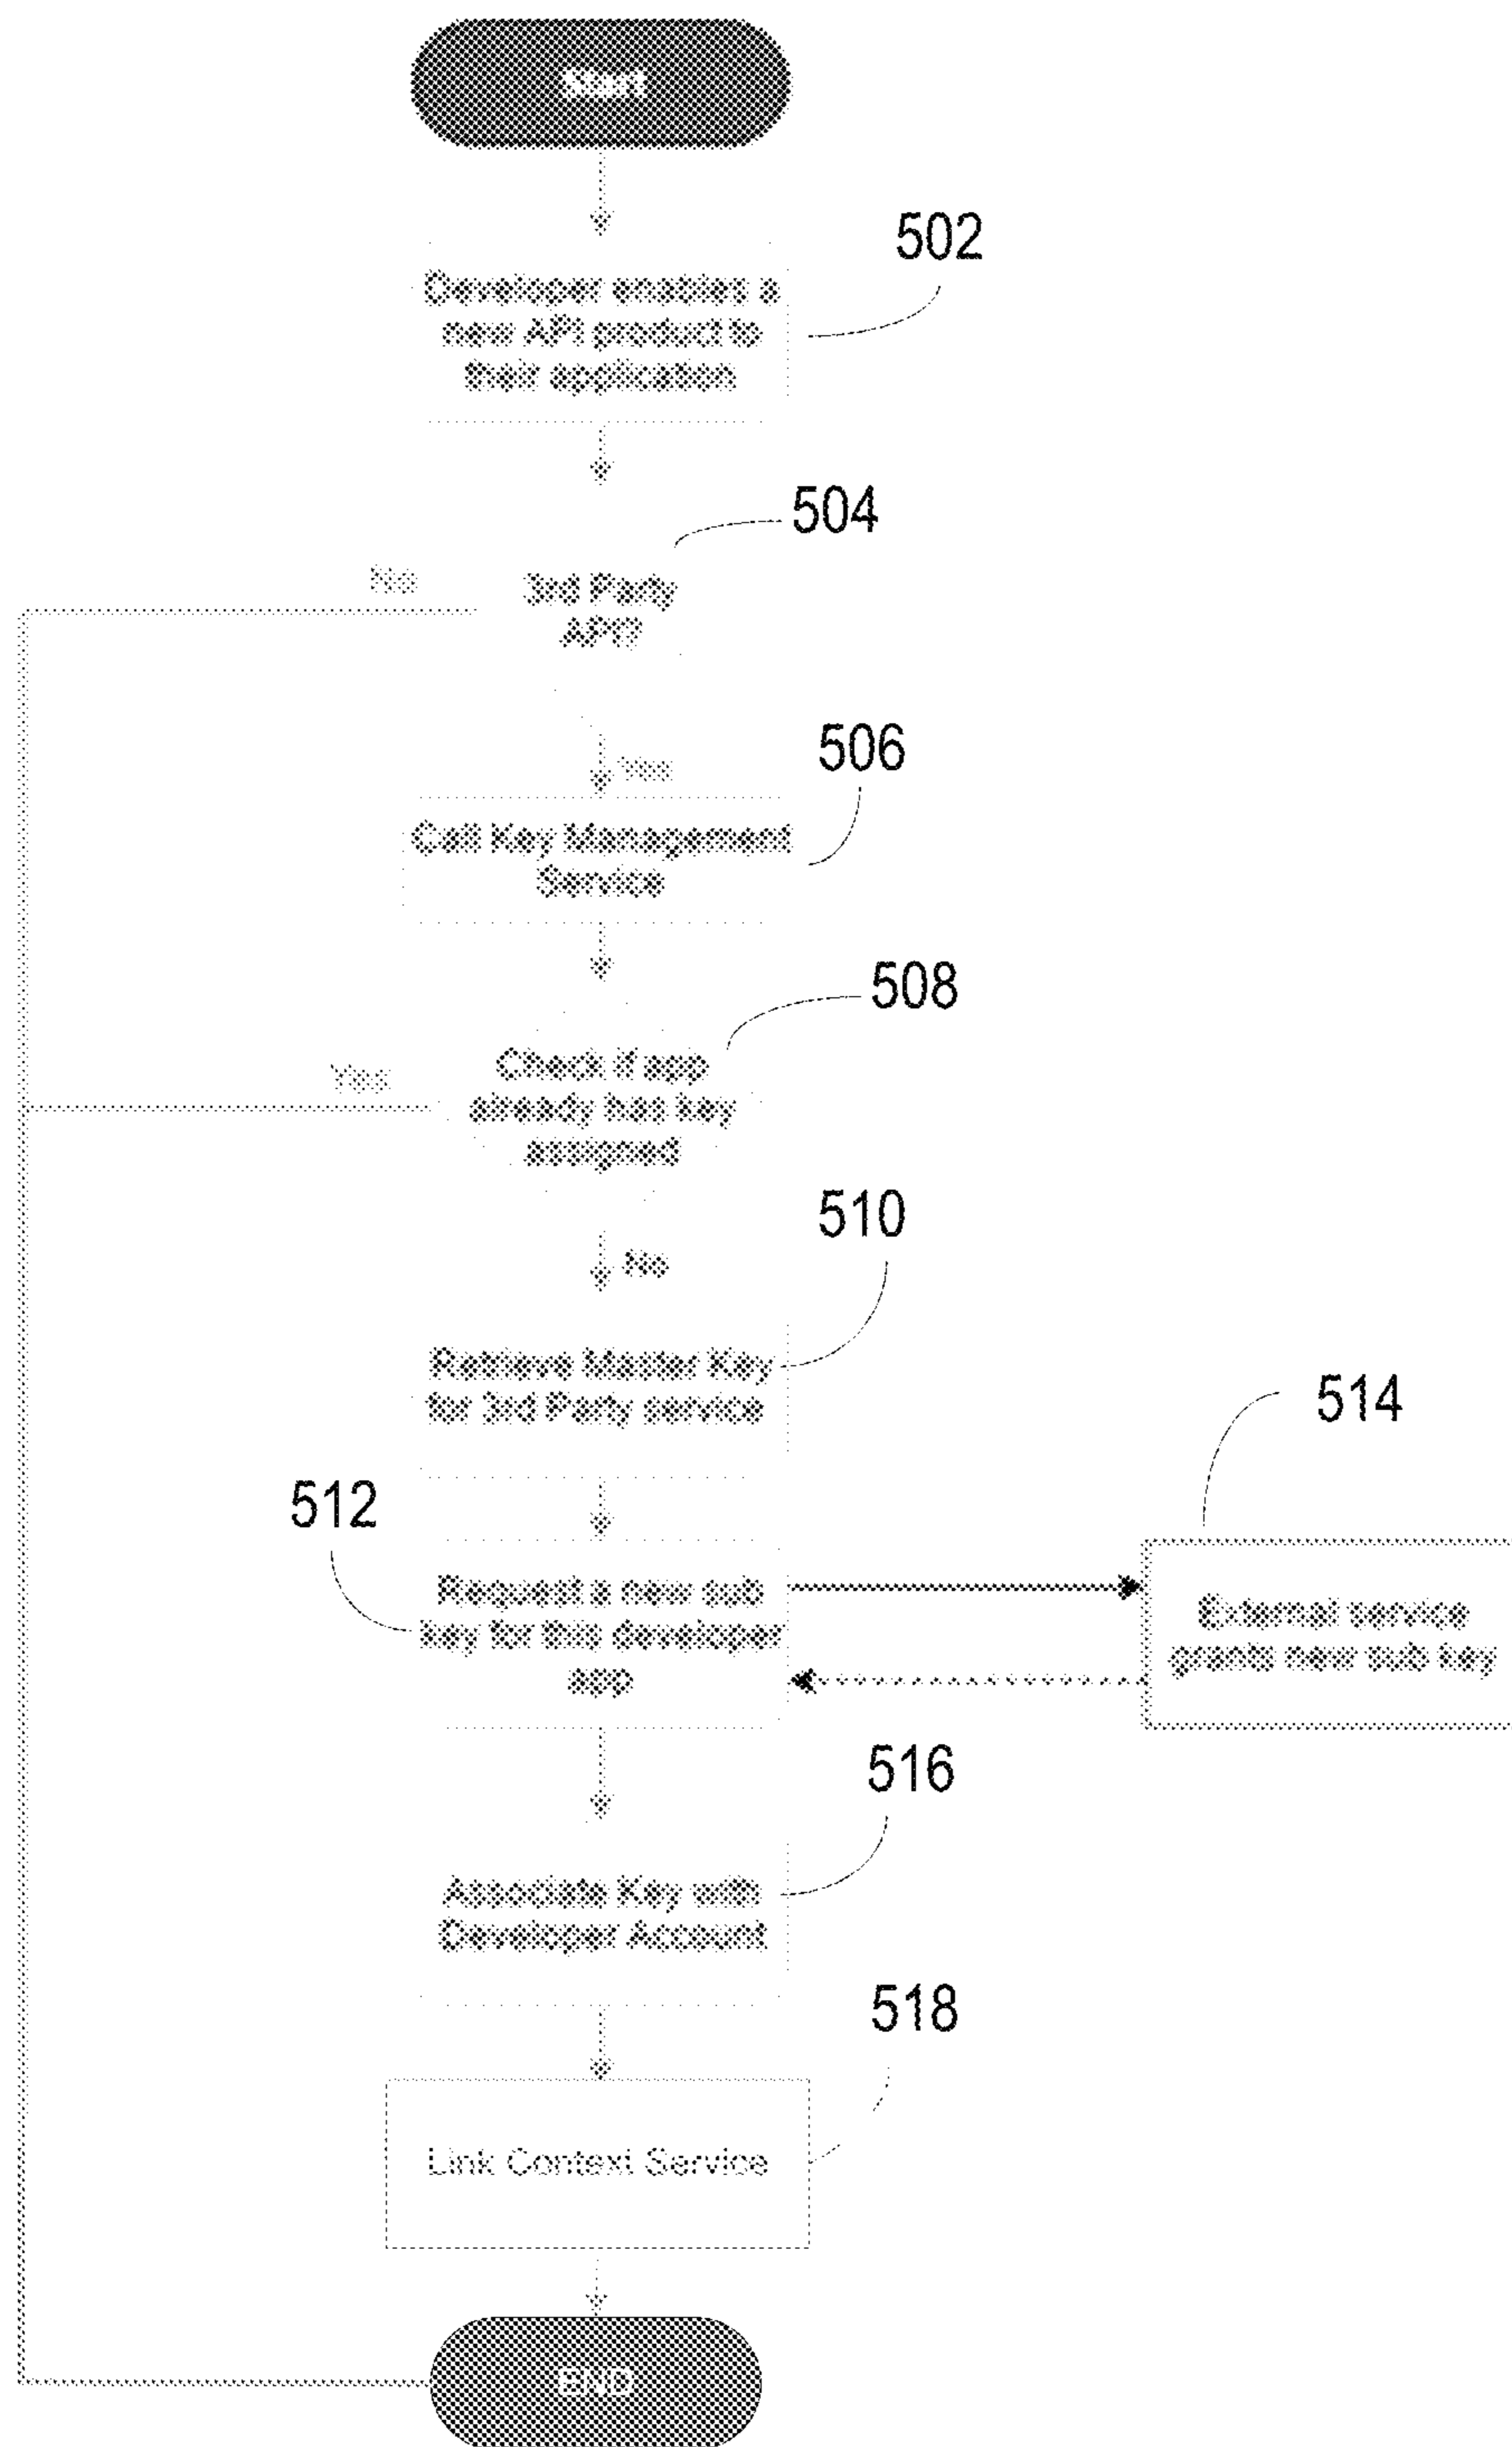 Start
502
Developer enables a
new API product to
their application
504
No
3rd Party
API?
506
Yes
Call Key Management
Service
508
Yes
Check if app
already has key
assigned
510
No
Retrieve Master Key
for 3rd Party service
514
512
Request a new sub
key for this developer
app
External service
grants new sub key
516
Associate Key with
Developer Account
518
Link Context Service
END